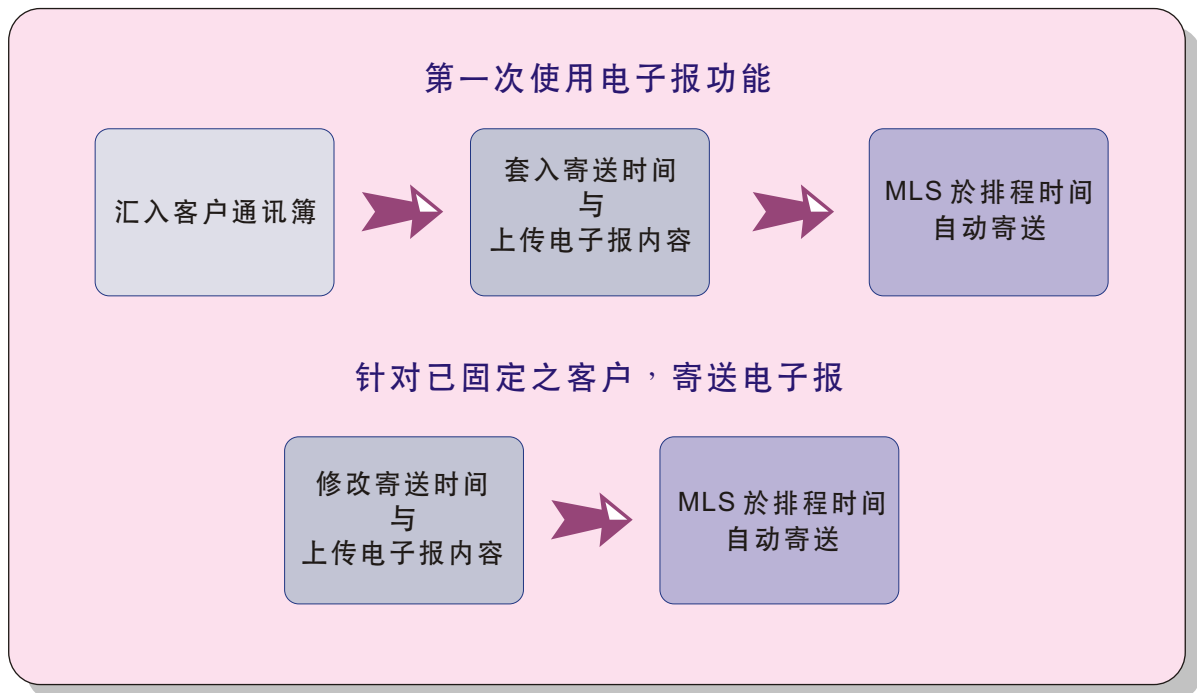 第一次使用电子报功能
汇入客户通讯簿
套入寄送时间
与
上传电子报内容
MLS 於排程时间
自动寄送
针对已固定之客户，寄送电子报
修改寄送时间
与
上传电子报内容
MLS 於排程时间
自动寄送